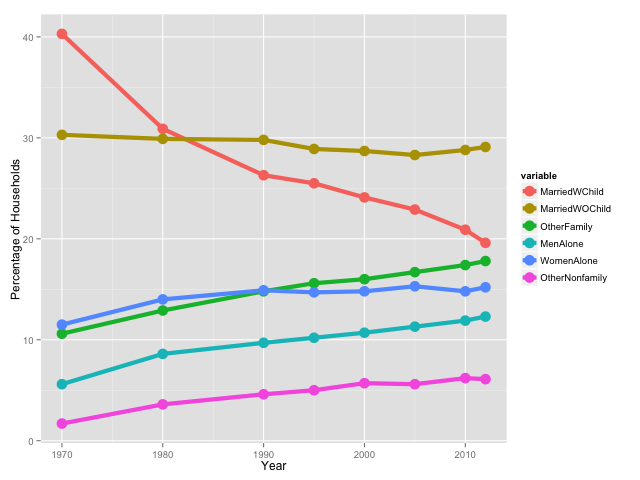 40
30
20
10
0
1970 1980 1990 2000 2010
Year
Percentage of Households
variable
MarriedWChild
MarriedWOChild
OtherFamily
MenAlone
WomenAlone
OtherNonfamily